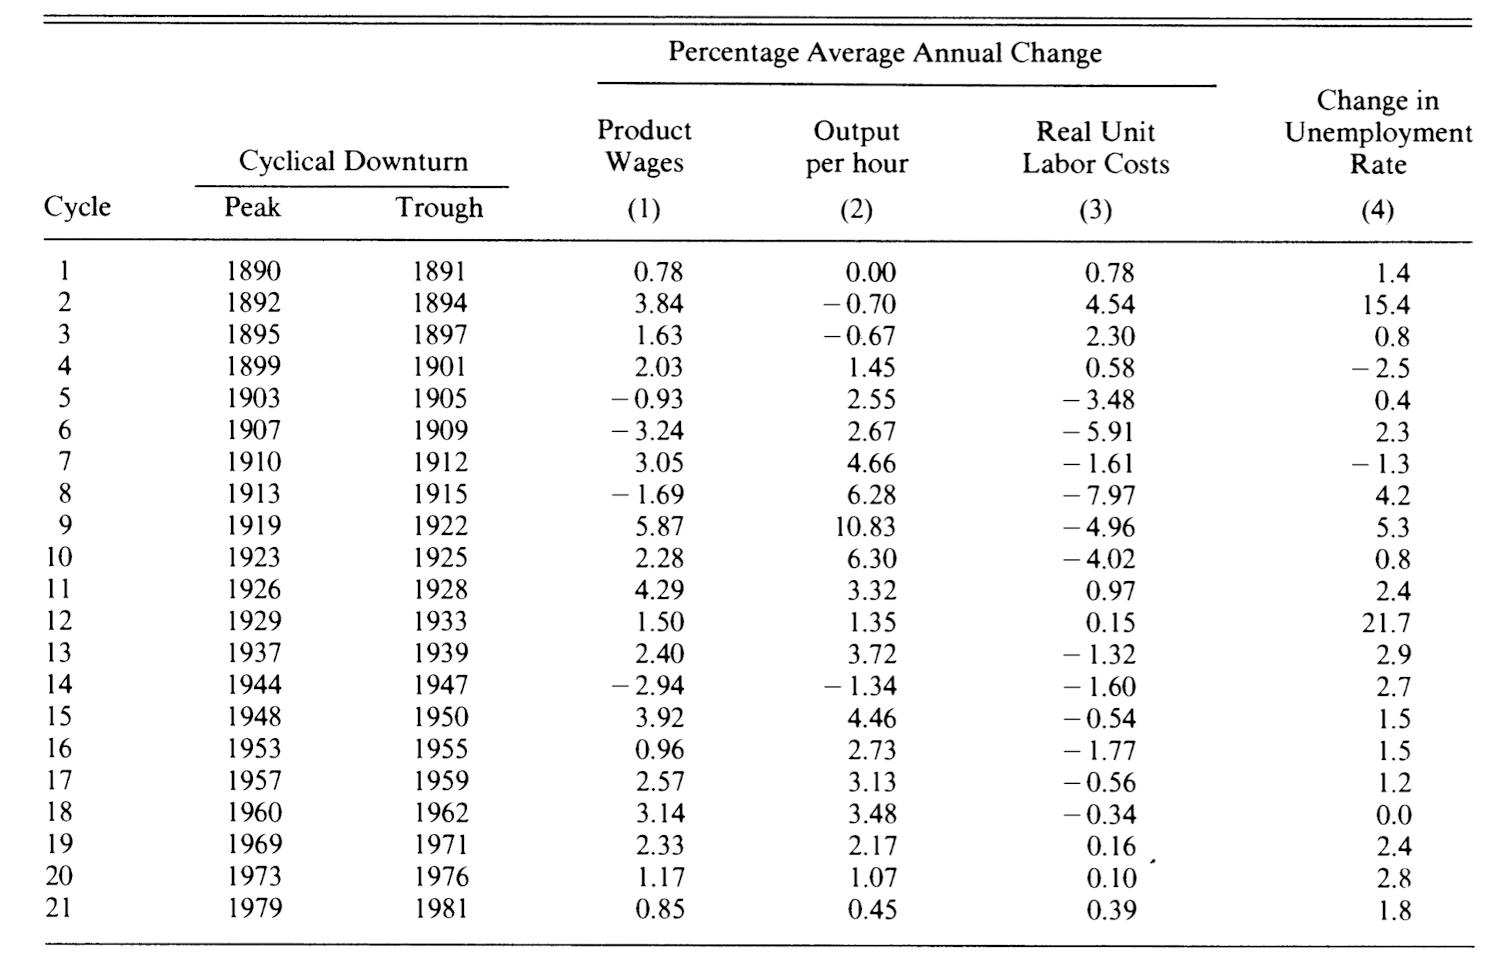 Percentage Average Annual Change
Change in
Product Output Real Unit Unemployment
Cyclical Downturn Wages per hour Labor Costs Rate
Cycle Peak Trough (1) (2) (3) (4)
1 1890 1891 0.78 0.00 0.78 1.4
2 1892 1894 3.84 −0.70 4.54 15.4
3 1895 1897 1.63 −0.67 2.30 0.8
4 1899 1901 2.03 1.45 0.58 −2.5
5 1903 1905 −0.93 2.55 −3.48 0.4
6 1907 1909 −3.24 2.67 −5.91 2.3
7 1910 1912 3.05 4.66 −1.61 −1.3
8 1913 1915 −1.69 6.28 −7.97 4.2
9 1919 1922 5.87 10.83 −4.96 5.3
10 1923 1925 2.28 6.30 −4.02 0.8
11 1926 1928 4.29 3.32 0.97 2.4
12 1929 1933 1.50 1.35 0.15 21.7
13 1937 1939 2.40 3.72 −1.32 2.9
14 1944 1947 −2.94 −1.34 −1.60 2.7
15 1948 1950 3.92 4.46 −0.54 1.5
16 1953 1955 0.96 2.73 −1.77 1.5
17 1957 1959 2.57 3.13 −0.56 1.2
18 1960 1962 3.14 3.48 −0.34 0.0
19 1969 1971 2.33 2.17 0.16 2.4
20 1973 1976 1.17 1.07 0.10 2.8
21 1979 1981 0.85 0.45 0.39 1.8